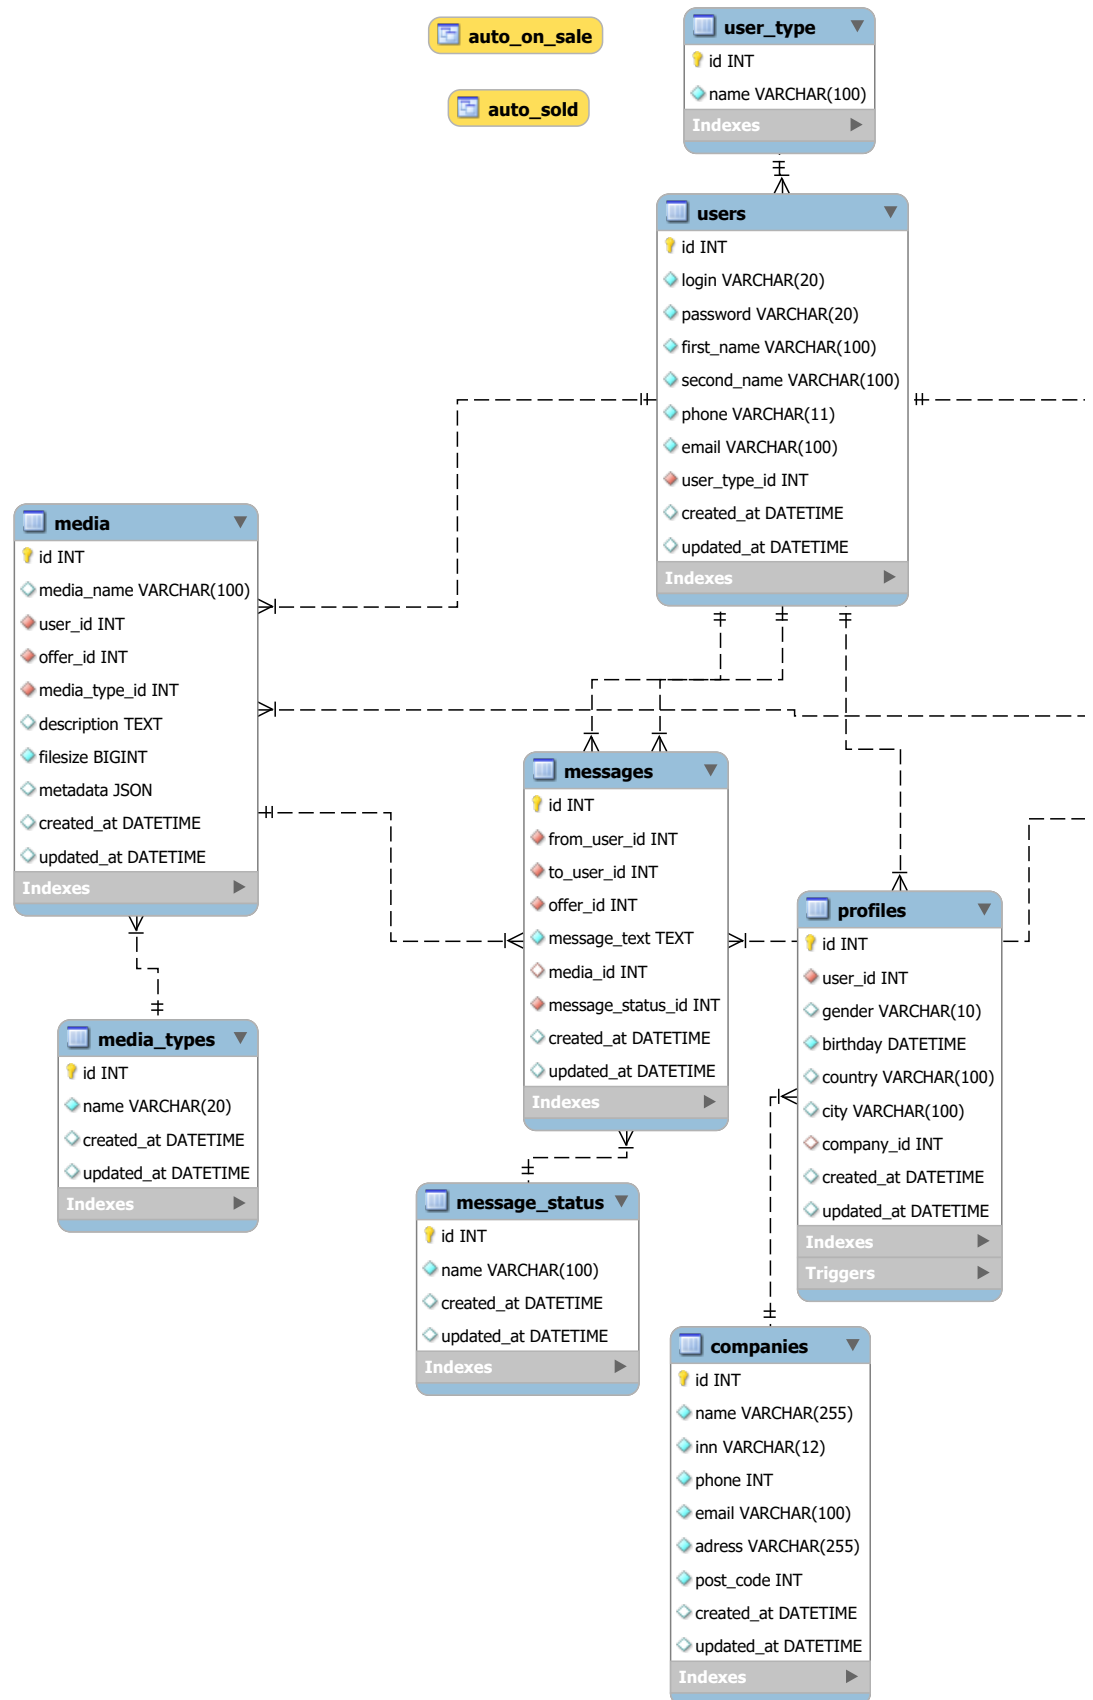 auto_on_sale
auto_sold
user_type
id INT
name VARCHAR(100)
Indexes
users
id INT
login VARCHAR(20)
password VARCHAR(20)
first_name VARCHAR(100)
second_name VARCHAR(100)
phone VARCHAR(11)
email VARCHAR(100)
user_type_id INT
created_at DATETIME
updated_at DATETIME
Indexes
media
id INT
media_name VARCHAR(100)
user_id INT
offer_id INT
media_type_id INT
description TEXT
filesize BIGINT
metadata JSON
created_at DATETIME
updated_at DATETIME
Indexes
messages
id INT
from_user_id INT
to_user_id INT
offer_id INT
message_text TEXT
media_id INT
message_status_id INT
created_at DATETIME
updated_at DATETIME
Indexes
profiles
id INT
user_id INT
gender VARCHAR(10)
birthday DATETIME
country VARCHAR(100)
city VARCHAR(100)
company_id INT
created_at DATETIME
updated_at DATETIME
Indexes
Triggers
media_types
id INT
name VARCHAR(20)
created_at DATETIME
updated_at DATETIME
Indexes
message_status
id INT
name VARCHAR(100)
created_at DATETIME
updated_at DATETIME
Indexes
companies
id INT
name VARCHAR(255)
inn VARCHAR(12)
phone INT
email VARCHAR(100)
adress VARCHAR(255)
post_code INT
created_at DATETIME
updated_at DATETIME
Indexes